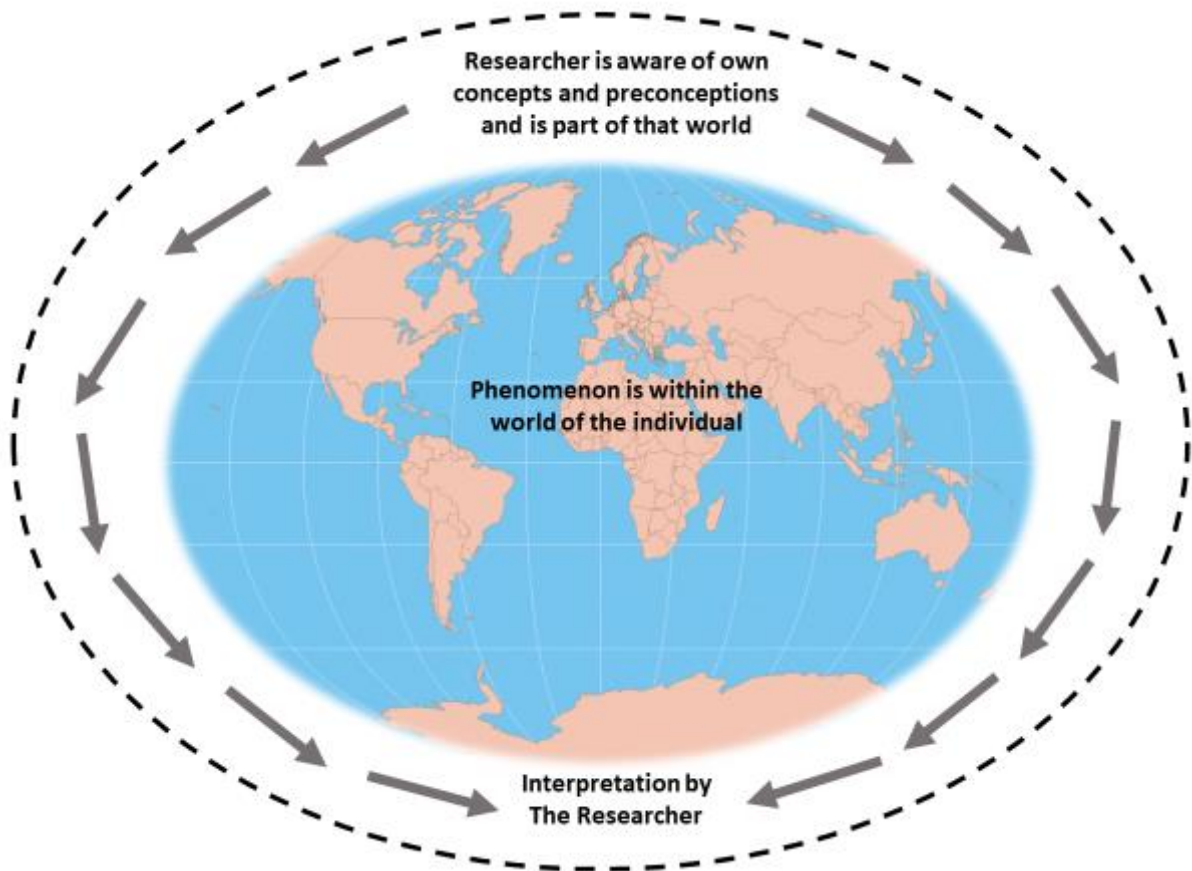 Researcher is aware of own
concepts and preconceptions
and is part of that world
Phenomenon is within the
world of the individual
Interpretation by
The Researcher